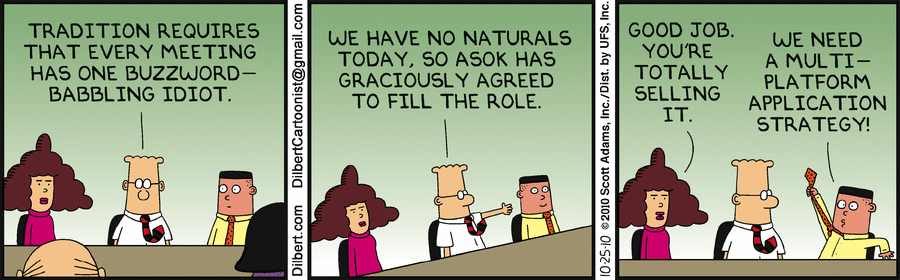 TRADITION REQUIRES
THAT EVERY MEETING
HAS ONE BUZZWORD—
BABBLING IDIOT.
Dilbert.com DilbertCartoonist@gmail.com
WE HAVE NO NATURALS
TODAY, SO ASOK HAS
GRACIOUSLY AGREED
TO FILL THE ROLE.
10-25-10 ©2010 Scott Adams, Inc./Dist. by UFS, Inc.
GOOD JOB.
YOU'RE
TOTALLY
SELLING
IT.
WE NEED
A MULTI—
PLATFORM
APPLICATION
STRATEGY!